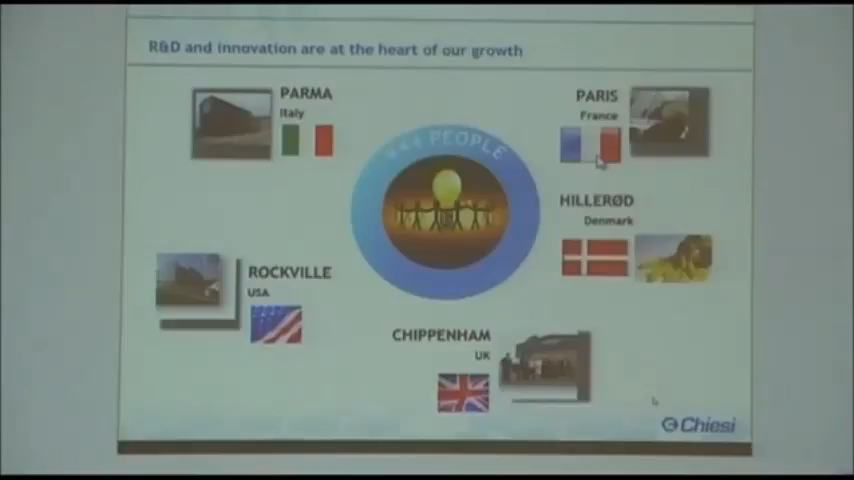 R&D and innovation are at the heart of our growth
PARMA
Italy
PARIS
France
PEOPLE
HILLERØD
Denmark
ROCKVILLE
USA
CHIPPENHAM
UK
Chiesi